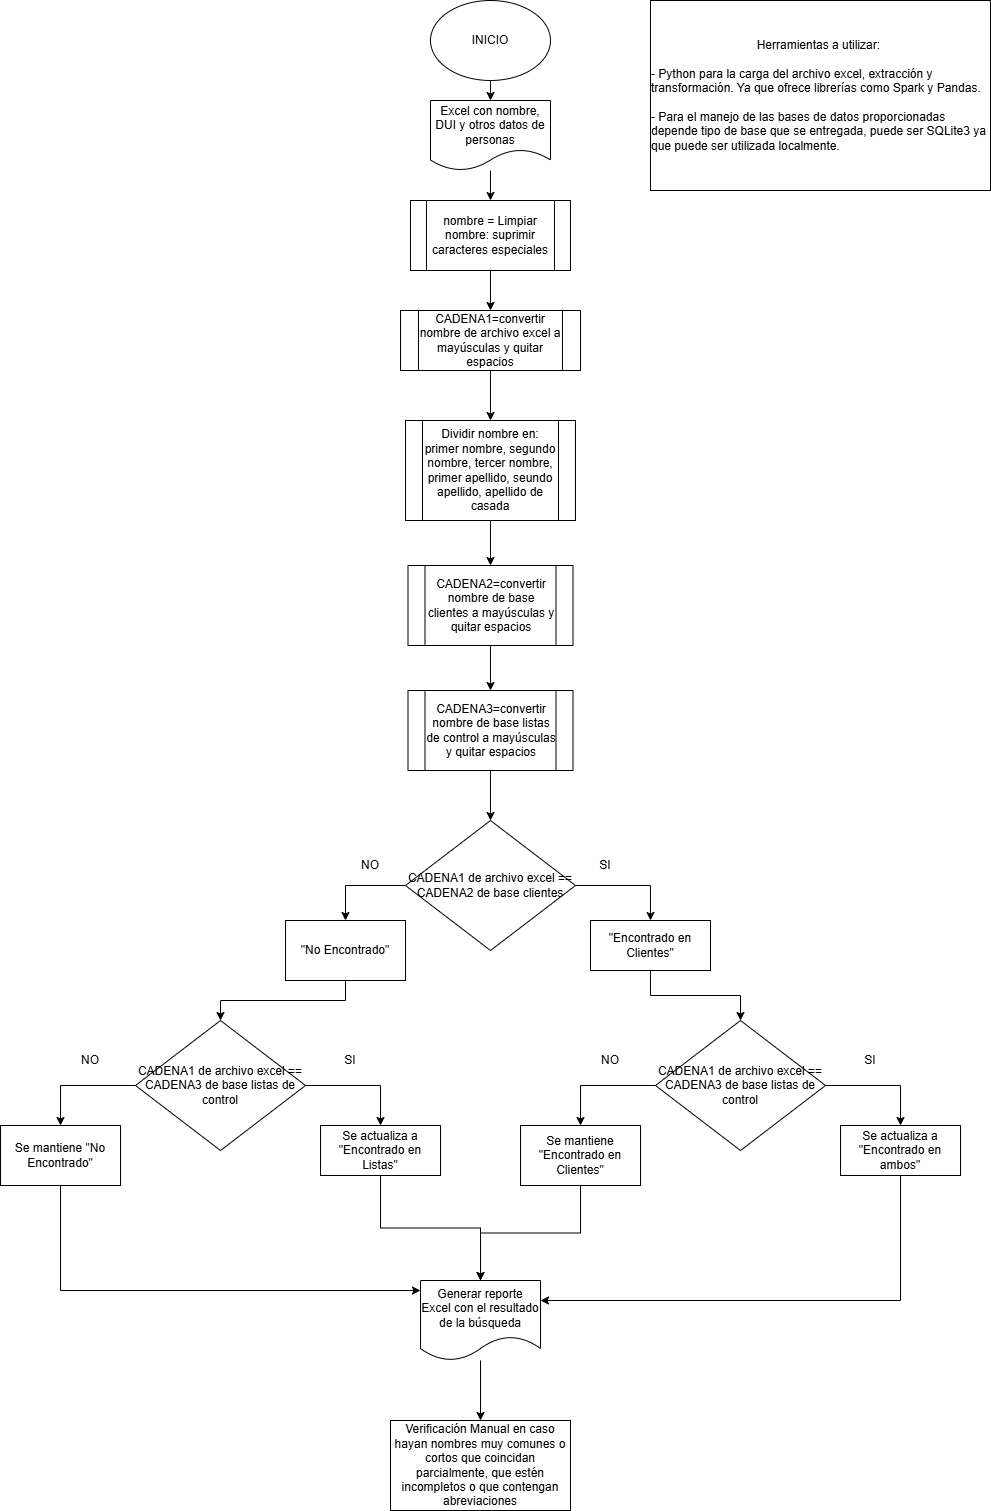 INICIO
Herramientas a utilizar:
- Python para la carga del archivo excel, extracción y
transformación. Ya que ofrece librerías como Spark y Pandas.
- Para el manejo de las bases de datos proporcionadas
depende tipo de base que se entregada, puede ser SQLite3 ya
que puede ser utilizada localmente.
Excel con nombre,
DUI y otros datos de
personas
nombre = Limpiar
nombre: suprimir
caracteres especiales
CADENA1=convertir
nombre de archivo excel a
mayúsculas y quitar
espacios
Dividir nombre en:
primer nombre, segundo
nombre, tercer nombre,
primer apellido, seundo
apellido, apellido de
casada
CADENA2=convertir
nombre de base
clientes a mayúsculas y
quitar espacios
CADENA3=convertir
nombre de base listas
de control a mayúsculas
y quitar espacios
NO
SI
CADENA1 de archivo excel ==
CADENA2 de base clientes
"No Encontrado"
"Encontrado en
Clientes"
NO
SI
CADENA1 de archivo excel ==
CADENA3 de base listas de
control
NO
SI
CADENA1 de archivo excel ==
CADENA3 de base listas de
control
Se mantiene "No
Encontrado"
Se actualiza a
"Encontrado en
Listas"
Se mantiene
"Encontrado en
Clientes"
Se actualiza a
"Encontrado en
ambos"
Generar reporte
Excel con el resultado
de la búsqueda
Verificación Manual en caso
hayan nombres muy comunes o
cortos que coincidan
parcialmente, que estén
incompletos o que contengan
abreviaciones